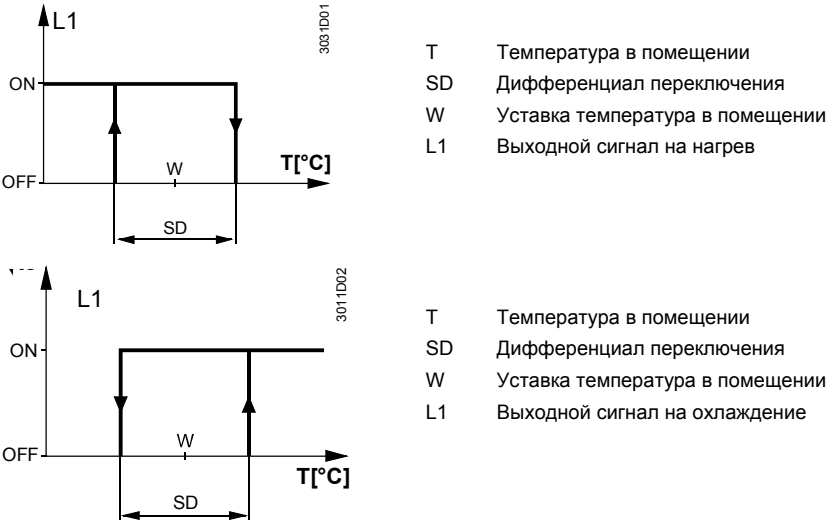 L1
3031D01
ON
OFF
W
T[°C]
SD
T Температура в помещении
SD Дифференциал переключения
W Уставка температура в помещении
L1 Выходной сигнал на нагрев
L1
3011D02
ON
OFF
W
T[°C]
SD
T Температура в помещении
SD Дифференциал переключения
W Уставка температура в помещении
L1 Выходной сигнал на охлаждение